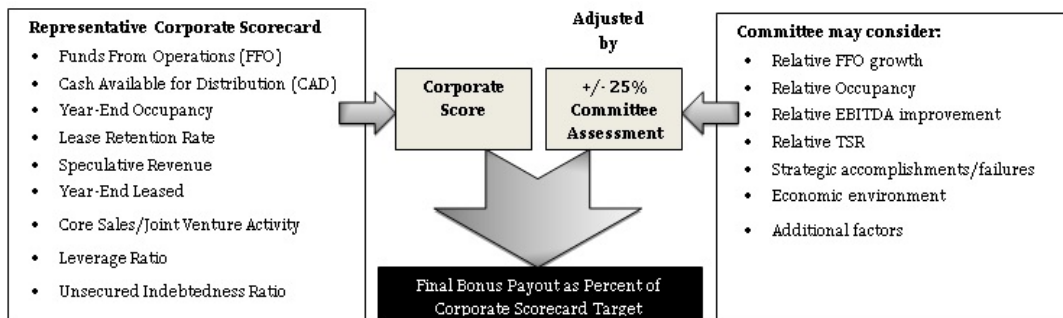 Representative Corporate Scorecard
• Funds From Operations (FFO)
• Cash Available for Distribution (CAD)
• Year-End Occupancy
• Lease Retention Rate
• Speculative Revenue
• Year-End Leased
• Core Sales/Joint Venture Activity
• Leverage Ratio
• Unsecured Indebtedness Ratio
Corporate
Score
Adjusted
by
+/- 25%
Committee
Assessment
Committee may consider:
• Relative FFO growth
• Relative Occupancy
• Relative EBITDA improvement
• Relative TSR
• Strategic accomplishments/failures
• Economic environment
• Additional factors
Final Bonus Payout as Percent of
Corporate Scorecard Target